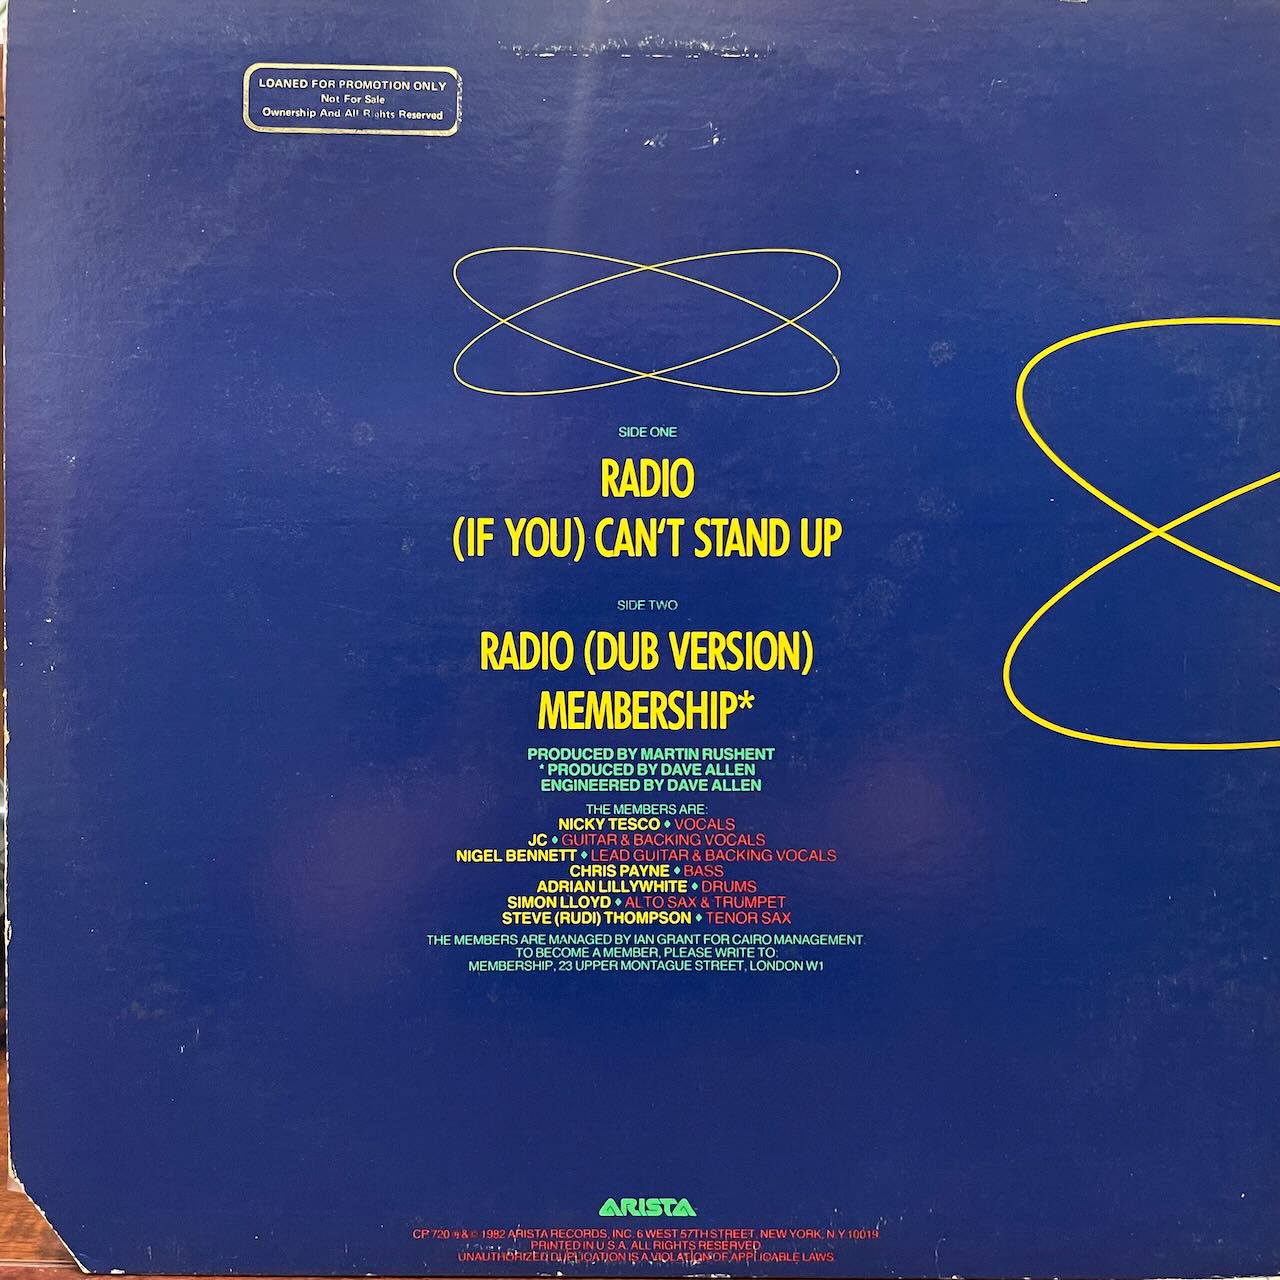 LOANED FOR PROMOTION ONLY
Not For Sale
Ownership And All Rights Reserved
SIDE ONE
RADIO
(IF YOU) CAN'T STAND UP
SIDE TWO
RADIO (DUB VERSION)
MEMBERSHIP*
PRODUCED BY MARTIN RUSHENT
* PRODUCED BY DAVE ALLEN
ENGINEERED BY DAVE ALLEN
THE MEMBERS ARE:
NICKY TESCO ♦ VOCALS
JC ♦ GUITAR & BACKING VOCALS
NIGEL BENNETT ♦ LEAD GUITAR & BACKING VOCALS
CHRIS PAYNE ♦ BASS
ADRIAN LILLYWHITE ♦ DRUMS
SIMON LLOYD ♦ ALTO SAX & TRUMPET
STEVE (RUDI) THOMPSON ♦ TENOR SAX
THE MEMBERS ARE MANAGED BY IAN GRANT FOR CAIRO MANAGEMENT.
TO BECOME A MEMBER, PLEASE WRITE TO:
MEMBERSHIP, 23 UPPER MONTAGUE STREET, LONDON W1
ARISTA
CP 720 ℗ & © 1982 ARISTA RECORDS, INC. 6 WEST 57TH STREET, NEW YORK, N.Y. 10019
PRINTED IN U.S.A. ALL RIGHTS RESERVED.
UNAUTHORIZED DUPLICATION IS A VIOLATION OF APPLICABLE LAWS.